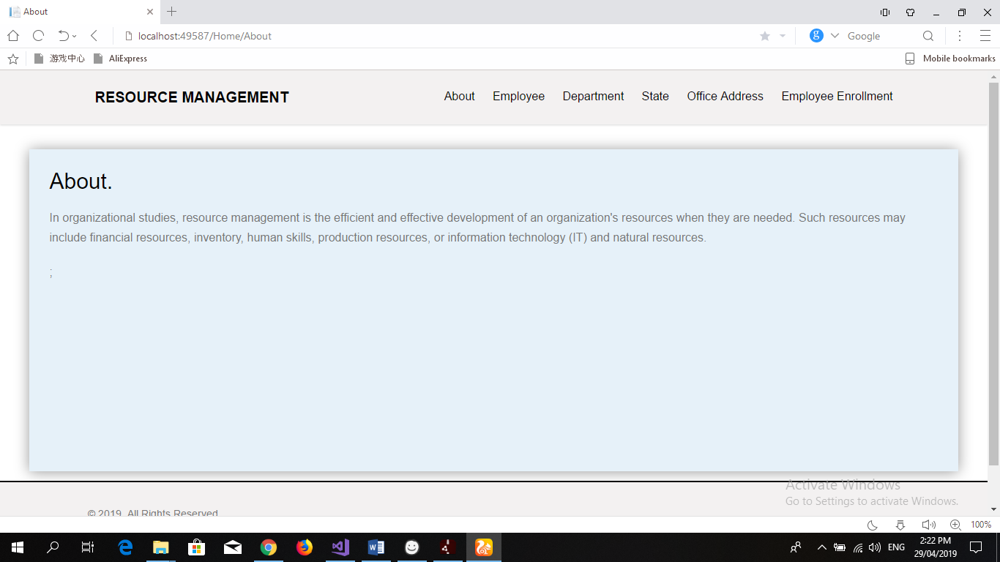 About
localhost:49587/Home/About
Google
游戏中心
AliExpress
Mobile bookmarks
RESOURCE MANAGEMENT
About
Employee
Department
State
Office Address
Employee Enrollment
About.
In organizational studies, resource management is the efficient and effective development of an organization's resources when they are needed. Such resources may
include financial resources, inventory, human skills, production resources, or information technology (IT) and natural resources.
;
Activate Windows
Go to Settings to activate Windows.
© 2019. All Rights Reserved
100%
ENG
2:22 PM
29/04/2019